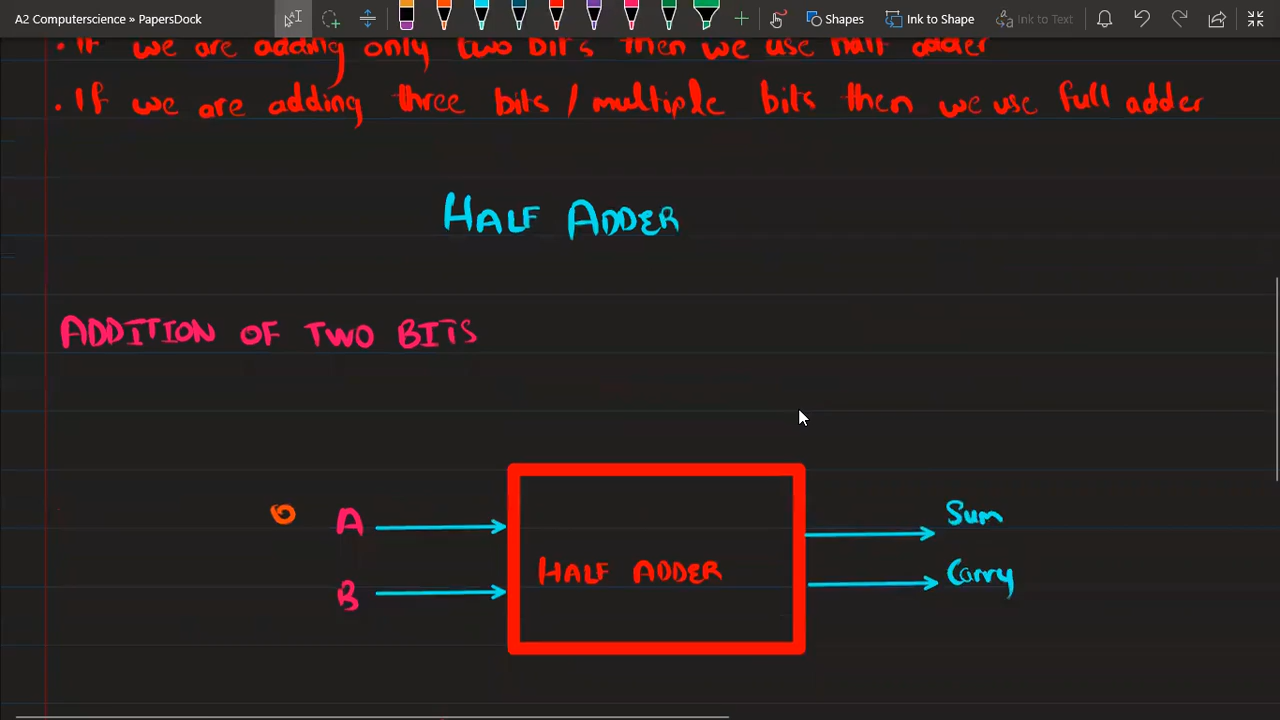 A2 Computerscience » PapersDock
Shapes
Ink to Shape
Ink to Text
. If we are adding only two bits then we use half adder
. If we are adding three bits / multiple bits then we use full adder
HALF ADDER
ADDITION OF TWO BITS
0 A
B
HALF ADDER
Sum
Carry